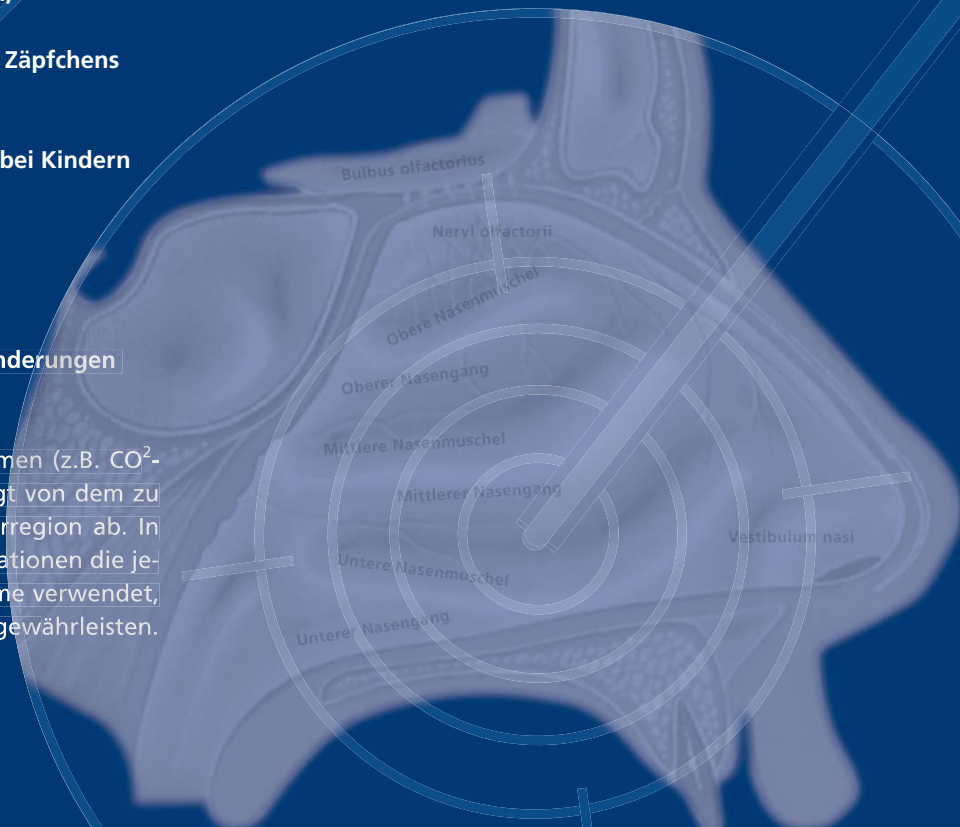 Zäpfchens
bei Kindern
Bulbus olfactorius
Nervi olfactorii
Obere Nasenmuschel
nderungen
Oberer Nasengang
Mittlere Nasenmuschel
men (z.B. CO²-
gt von dem zu
Mittlerer Nasengang
rregion ab. In
Vestibulum nasi
ationen die je-
Untere Nasenmuschel
me verwendet,
gewährleisten.
Unterer Nasengang